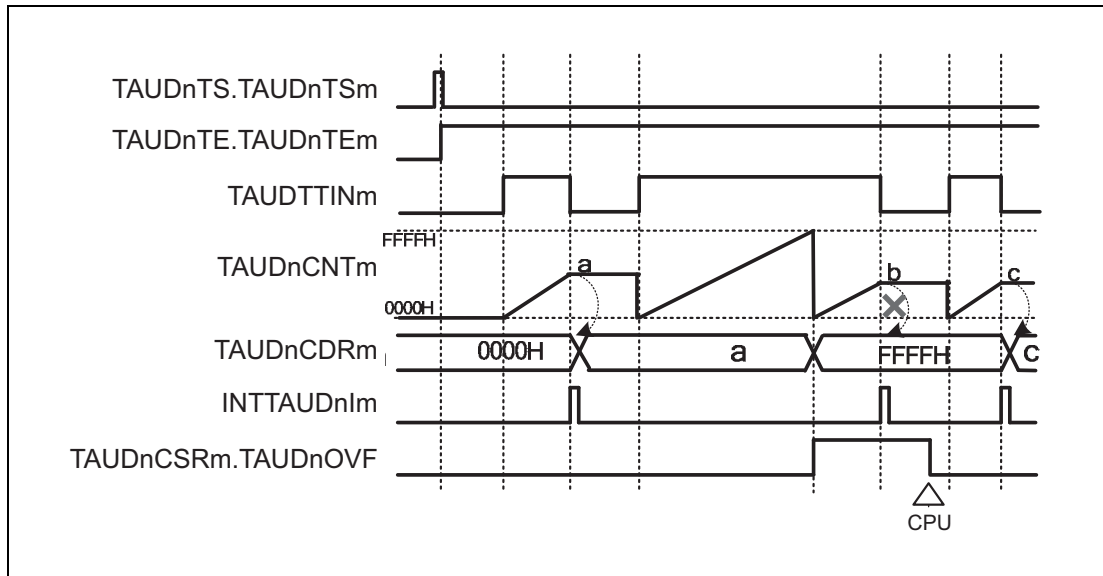 TAUDnTS.TAUDnTSm
TAUDnTE.TAUDnTEm
TAUDTTINm
FFFFH
TAUDnCNTm
a
b
c
0000H
TAUDnCDRm
0000H
a
FFFFH
c
INTTAUDnIm
TAUDnCSRm.TAUDnOVF
CPU